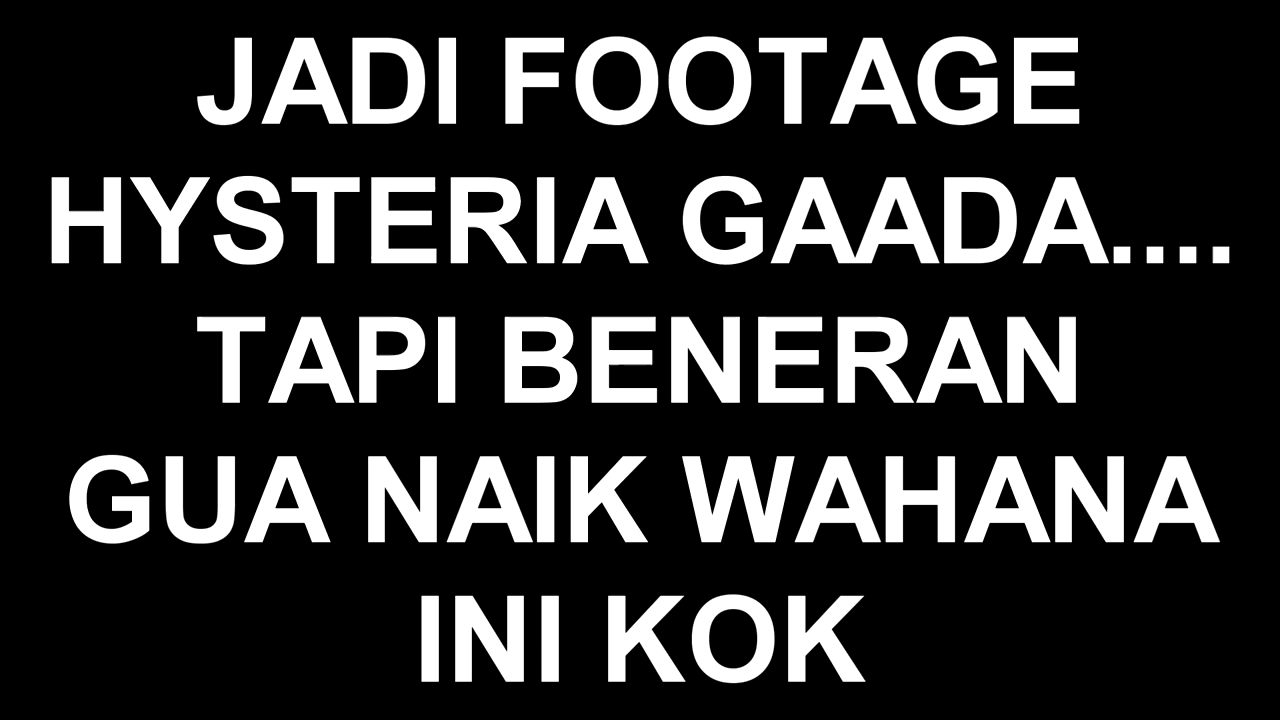 JADI FOOTAGE
HYSTERIA GAADA....
TAPI BENERAN
GUA NAIK WAHANA
INI KOK